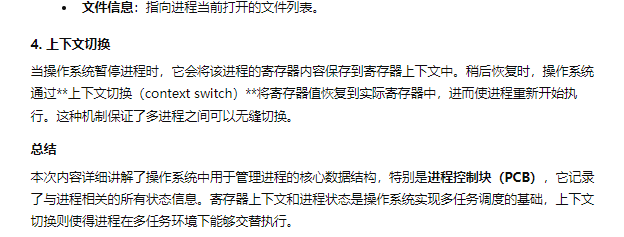 • 文件信息：指向进程当前打开的文件列表。
4. 上下文切换
当操作系统暂停进程时，它会将该进程的寄存器内容保存到寄存器上下文中。稍后恢复时，操作系统
通过**上下文切换（context switch）**将寄存器值恢复到实际寄存器中，进而使进程重新开始执
行。这种机制保证了多进程之间可以无缝切换。
总结
本次内容详细讲解了操作系统中用于管理进程的核心数据结构，特别是进程控制块（PCB），它记录
了与进程相关的所有状态信息。寄存器上下文和进程状态是操作系统实现多任务调度的基础，上下文
切换则使得进程在多任务环境下能够交替执行。